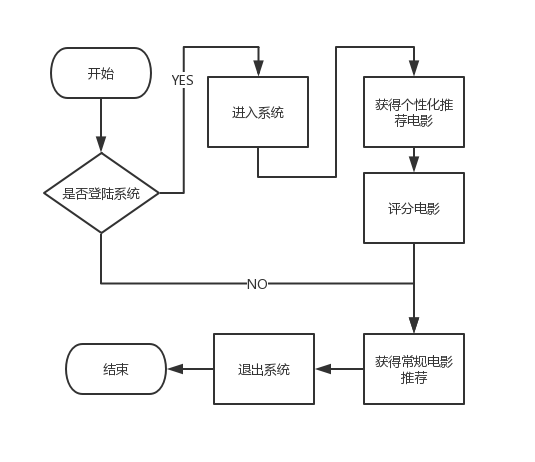 开始
YES
进入系统
获得个性化推
荐电影
是否登陆系统
评分电影
NO
获得常规电影
推荐
退出系统
结束